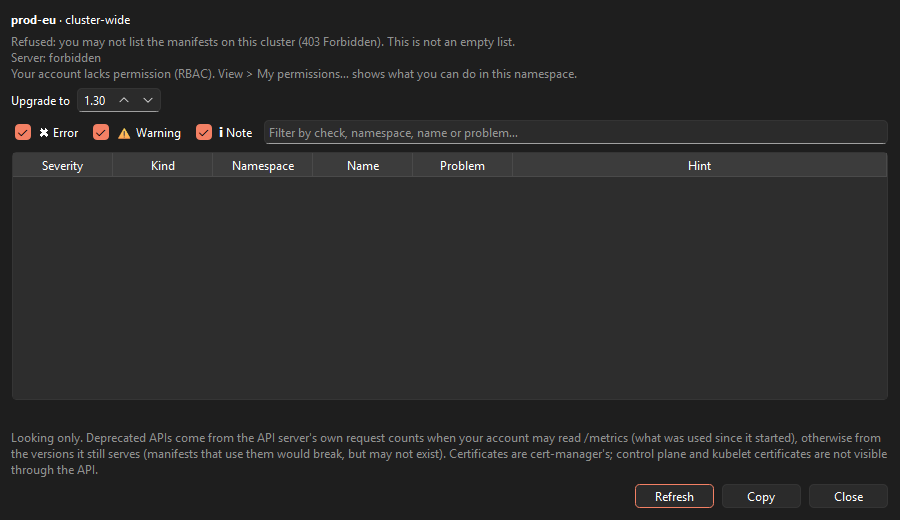 prod-eu · cluster-wide
Refused: you may not list the manifests on this cluster (403 Forbidden). This is not an empty list.
Server: forbidden
Your account lacks permission (RBAC). View > My permissions... shows what you can do in this namespace.
Upgrade to 1.30
✖ Error ⚠ Warning i Note Filter by check, namespace, name or problem...
Severity Kind Namespace Name Problem Hint
Looking only. Deprecated APIs come from the API server's own request counts when your account may read /metrics (what was used since it started), otherwise from
the versions it still serves (manifests that use them would break, but may not exist). Certificates are cert-manager's; control plane and kubelet certificates are not visible
through the API.
Refresh Copy Close